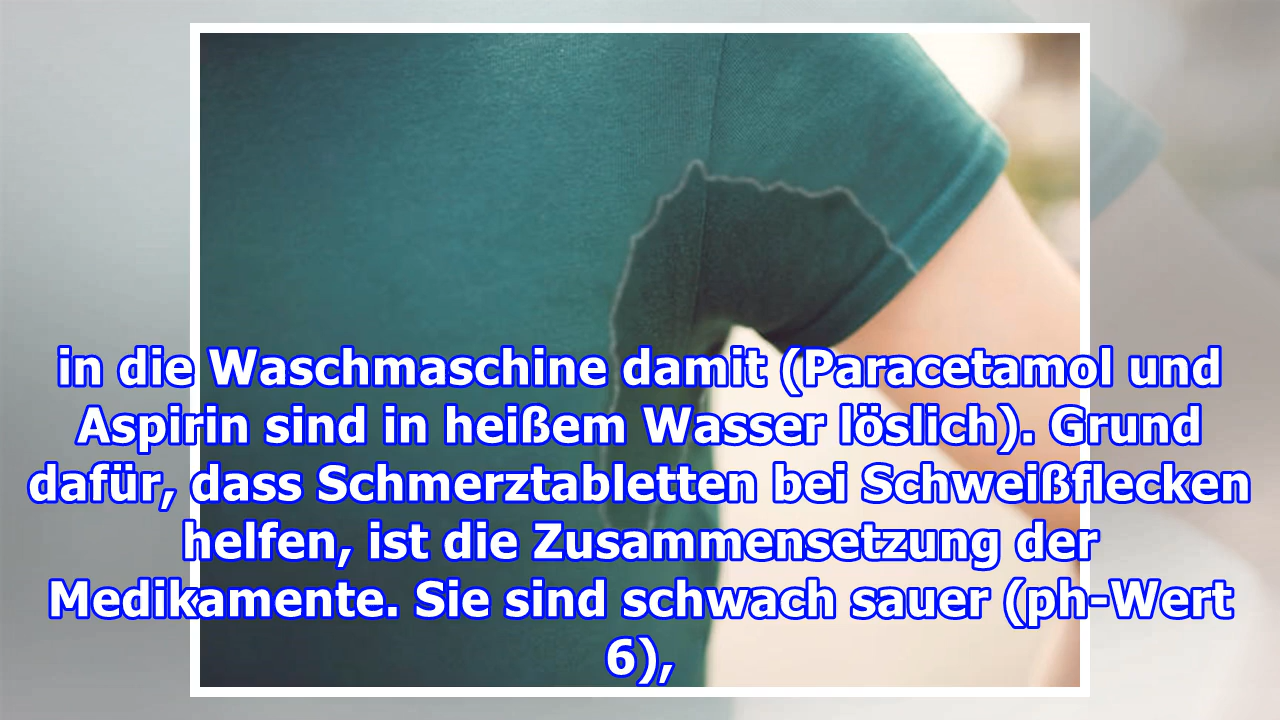 in die Waschmaschine damit (Paracetamol und
Aspirin sind in heißem Wasser löslich). Grund
dafür, dass Schmerztabletten bei Schweißflecken
helfen, ist die Zusammensetzung der
Medikamente. Sie sind schwach sauer (ph-Wert
6),